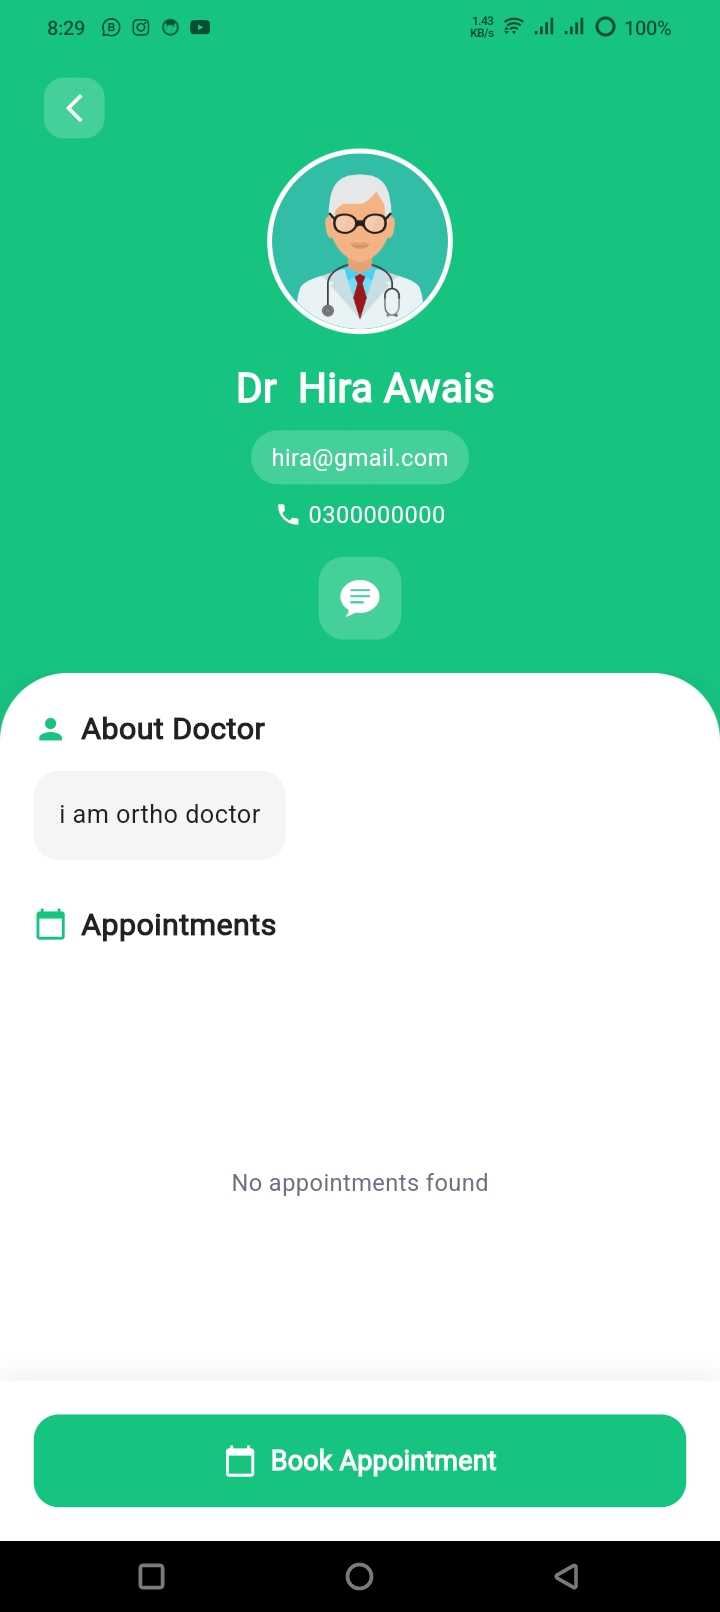 8:29
1.43
KB/s
100%
Dr  Hira Awais
hira@gmail.com
0300000000
About Doctor
i am ortho doctor
Appointments
No appointments found
Book Appointment